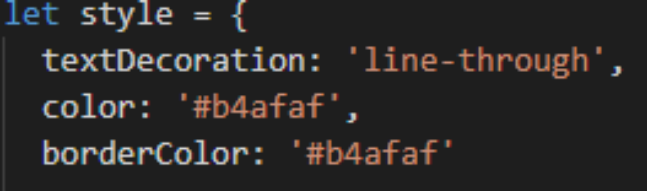 let style = {
textDecoration: 'line-through',
color: '#b4afaf',
borderColor: '#b4afaf'